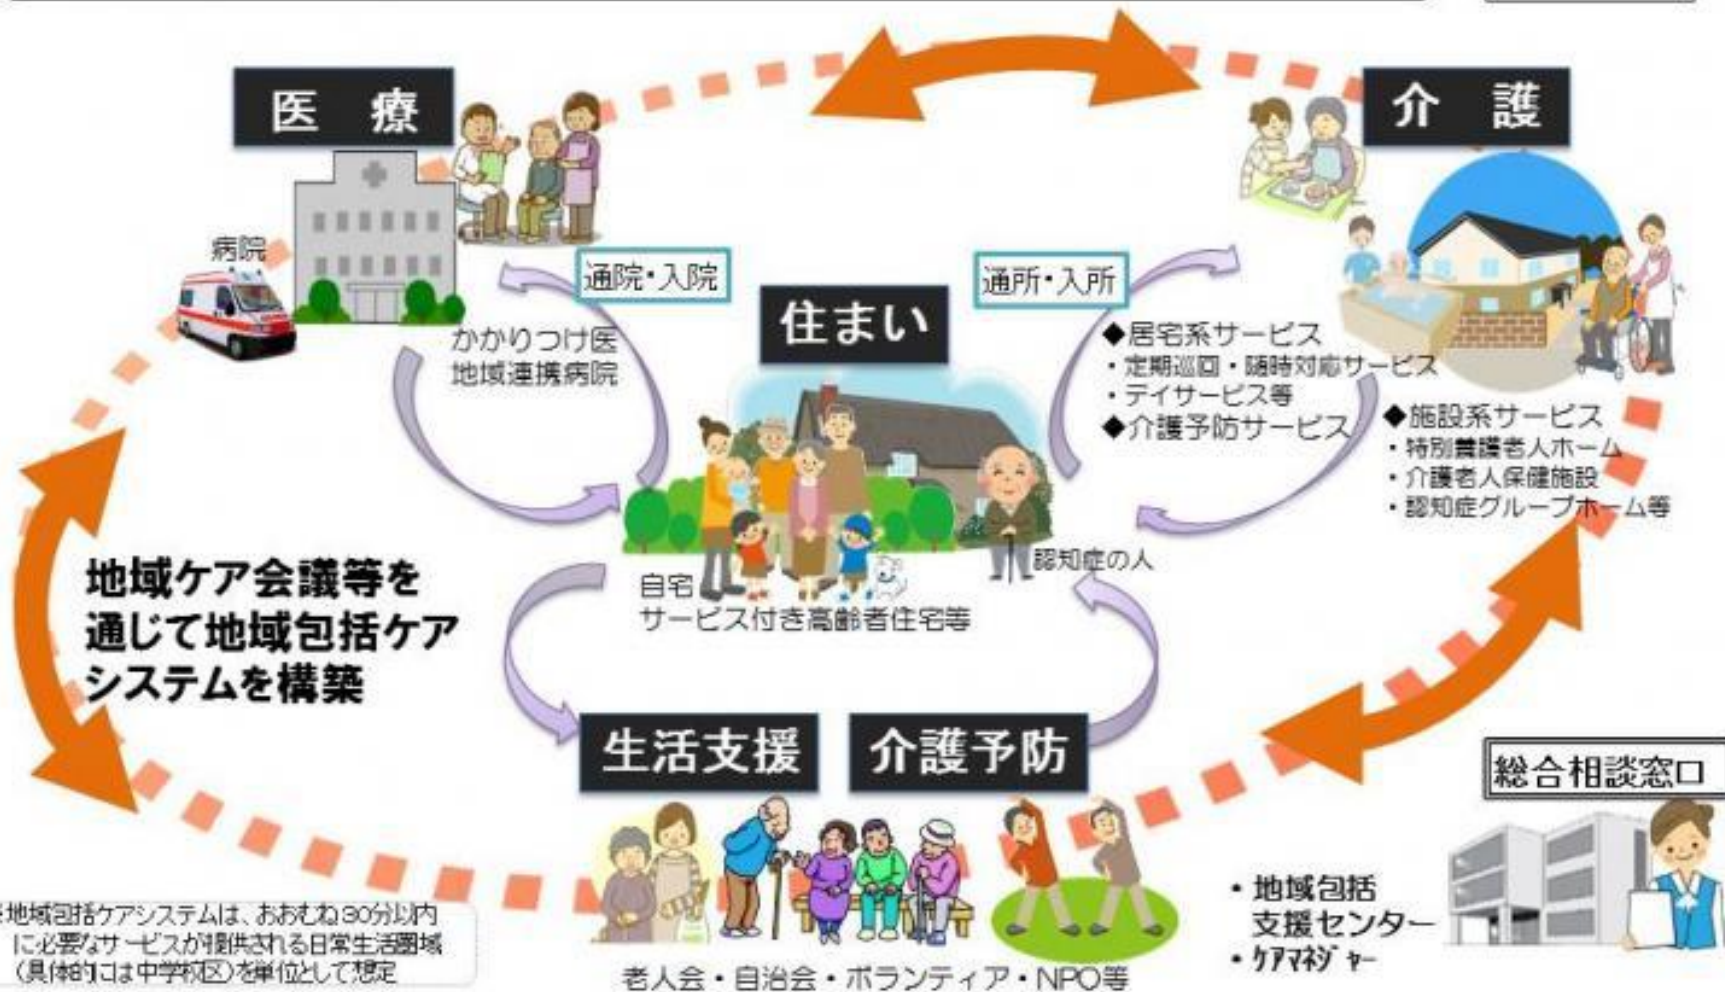 医 療
介 護
病院
通院・入院
通所・入所
住まい
かかりつけ医
地域連携病院
◆居宅系サービス
・定期巡回・随時対応サービス
・デイサービス等
◆介護予防サービス
◆施設系サービス
・特別養護老人ホーム
・介護老人保健施設
・認知症グループホーム等
認知症の人
自宅
サービス付き高齢者住宅等
地域ケア会議等を
通じて地域包括ケア
システムを構築
生活支援
介護予防
総合相談窓口
・地域包括
支援センター
・ケアマネジャー
老人会・自治会・ボランティア・NPO等
※地域包括ケアシステムは、おおむね30分以内
に必要なサービスが提供される日常生活圏域
(具体的には中学校区)を単位として想定